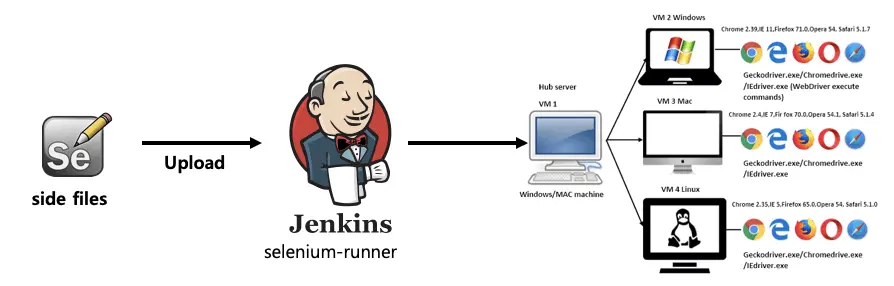 Se
side files
Upload
Jenkins
selenium-runner
Hub server
VM 1
Windows/MAC machine
VM 2 Windows
Chrome 2.39,IE 11,Firefox 71.0,Opera 54, Safari 5.1.7
Geckodriver.exe/Chromedrive.exe
/IEdriver.exe (WebDriver execute
commands)
VM 3 Mac
Chrome 2.4,IE 7,Fir fox 70.0,Opera 54.1, Safari 5.1.4
Geckodriver.exe/Chromedrive.exe
/IEdriver.exe
VM 4 Linux
Chrome 2.35,IE 5,Firefox 65.0,Opera 54, Safari 5.1.0
Geckodriver.exe/Chromedrive.exe
/IEdriver.exe